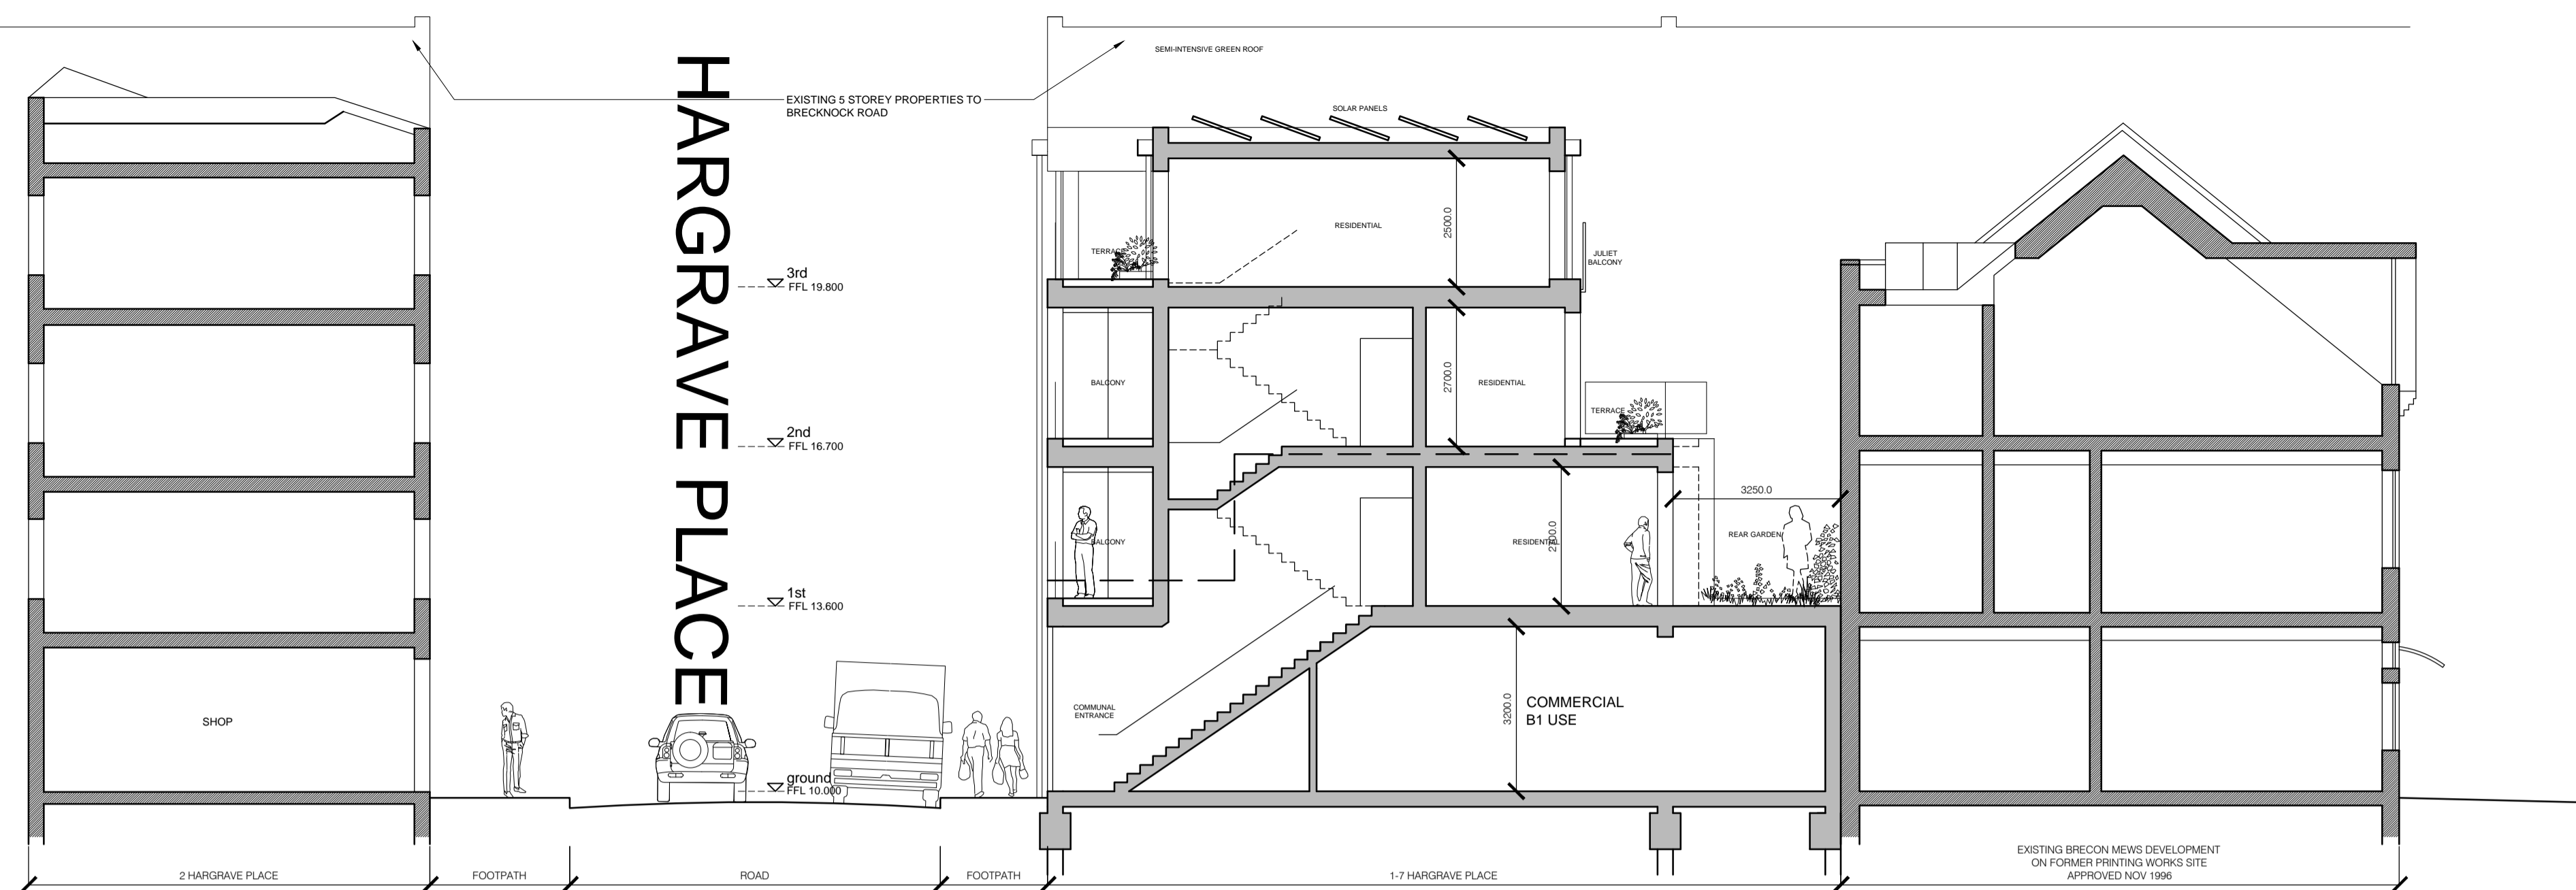 SEMI-INTENSIVE GREEN ROOF
EXISTING 5 STOREY PROPERTIES TO
BRECKNOCK ROAD
SOLAR PANELS
HARGRAVE PLACE
RESIDENTIAL
2500.0
TERRACE
JULIET
BALCONY
3rd
FFL 19.800
BALCONY
2700.0
RESIDENTIAL
TERRACE
2nd
FFL 16.700
3250.0
BALCONY
RESIDENTIAL
2700.0
REAR GARDEN
1st
FFL 13.600
SHOP
COMMUNAL
ENTRANCE
3200.0
COMMERCIAL
B1 USE
ground
FFL 10.000
2 HARGRAVE PLACE
FOOTPATH
ROAD
FOOTPATH
1-7 HARGRAVE PLACE
EXISTING BRECON MEWS DEVELOPMENT
ON FORMER PRINTING WORKS SITE
APPROVED NOV 1996